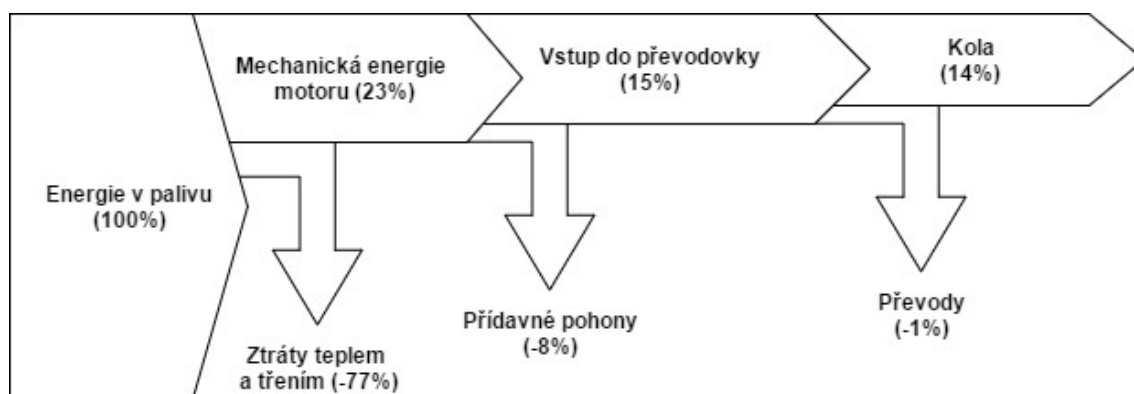 Energie v palivu
(100%)
Mechanická energie
motoru (23%)
Vstup do převodovky
(15%)
Kola
(14%)
Ztráty teplem
a třením (-77%)
Přídavné pohony
(-8%)
Převody
(-1%)